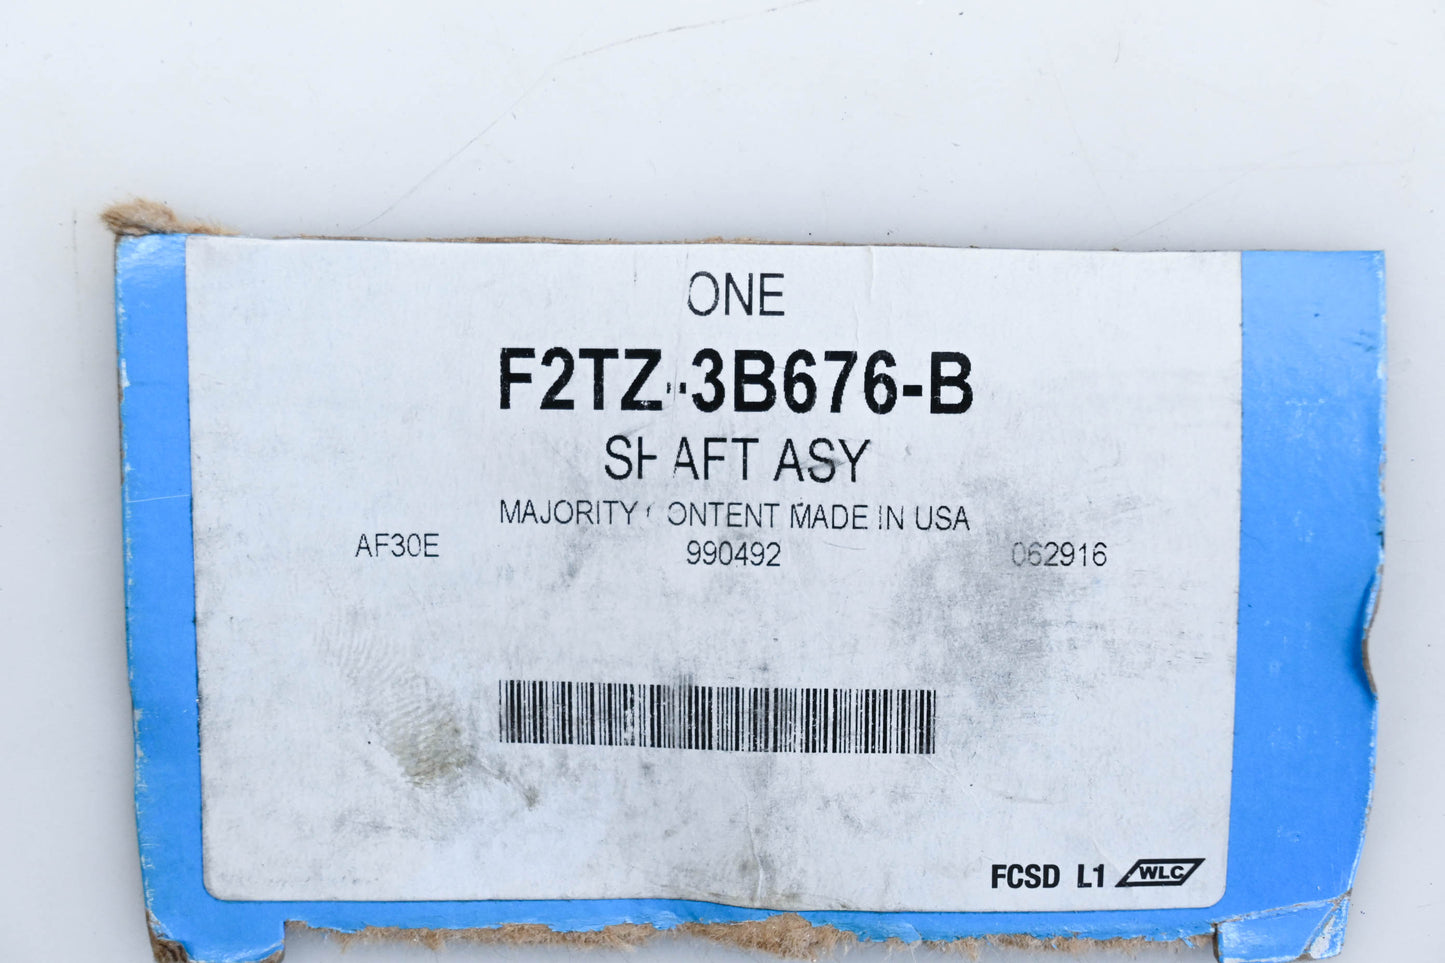 ONE
F2TZ-3B676-B
SHAFT ASY
MAJORITY CONTENT MADE IN USA
AF30E 990492 062916
FCSD L1 WLC